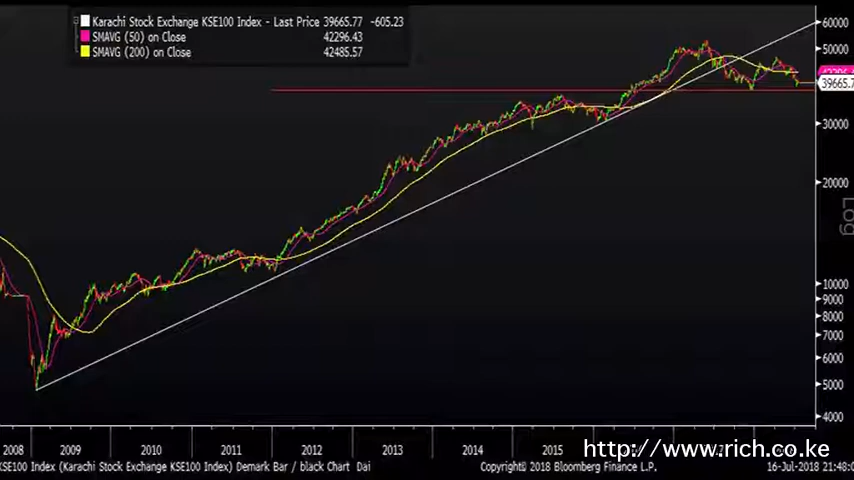 Karachi Stock Exchange KSE100 Index - Last Price 39665.77 -605.23
SMAVG (50) on Close 42296.43
SMAVG (200) on Close 42485.57
60000
50000
39665.7
30000
20000
Log
10000
9000
8000
7000
6000
5000
4000
2008 2009 2010 2011 2012 2013 2014 2015
http://www.rich.co.ke
KSE100 Index (Karachi Stock Exchange KSE100 Index) Demark Bar / black Chart Dai
Copyright© 2018 Bloomberg Finance L.P.
16-Jul-2018 21:48:0